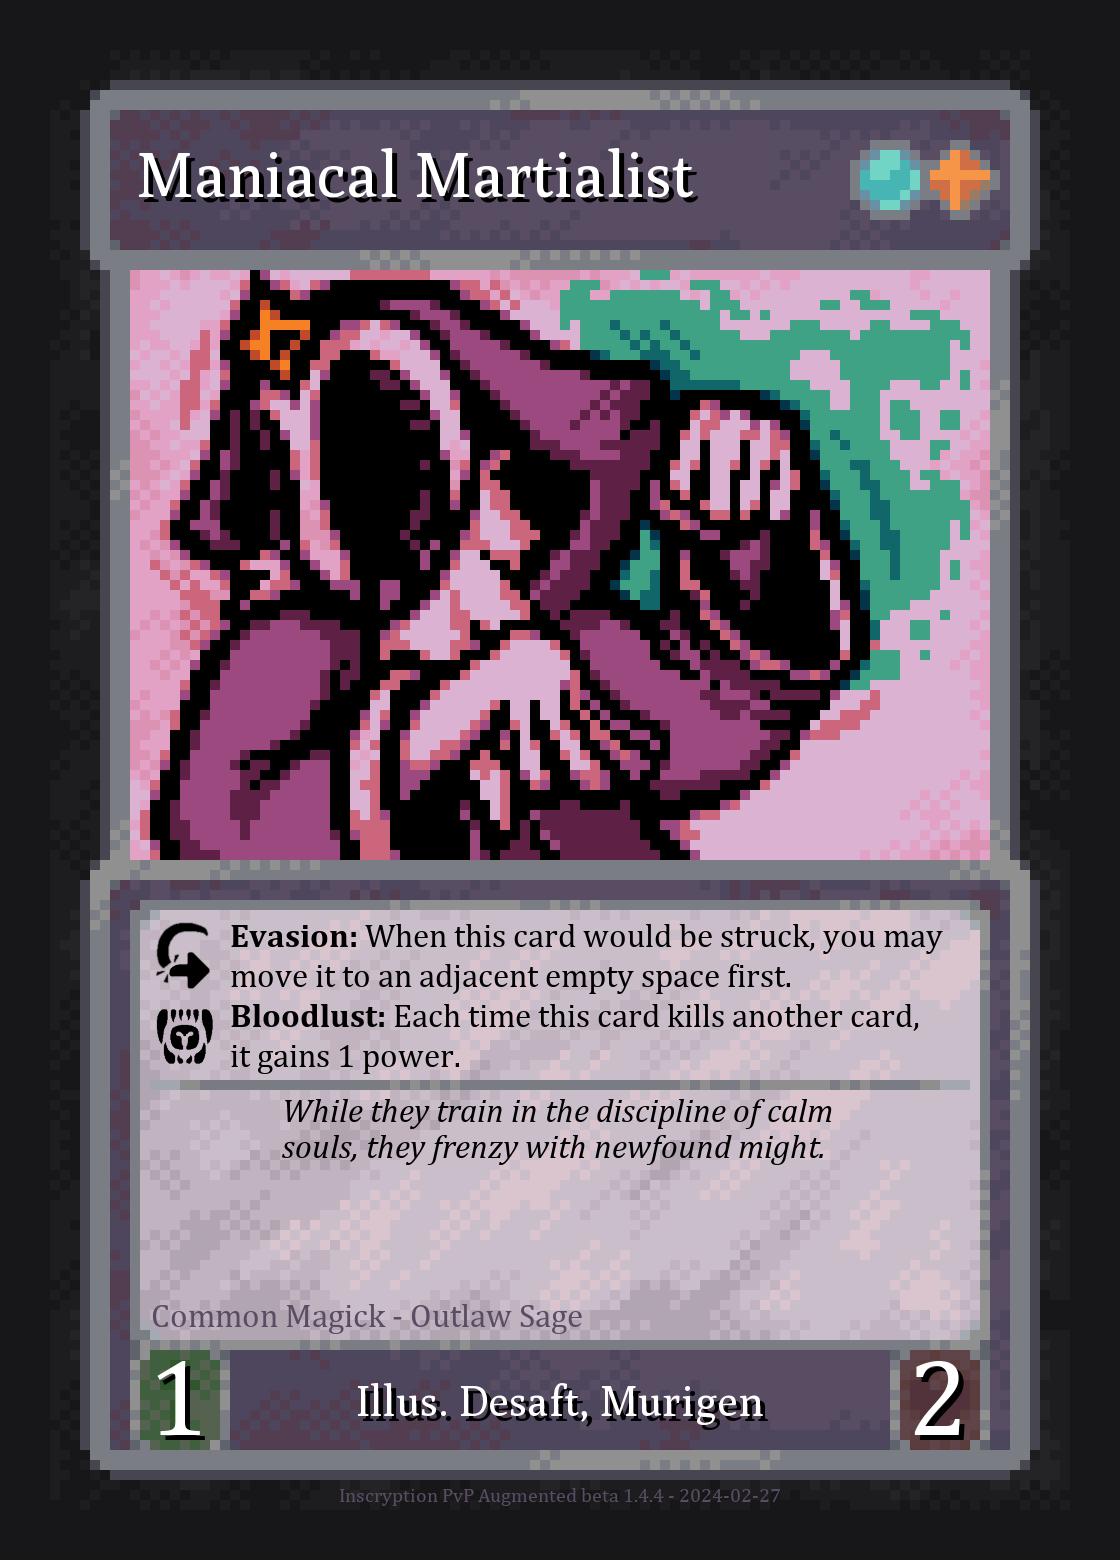 Maniacal Martialist
Evasion: When this card would be struck, you may
move it to an adjacent empty space first.
Bloodlust: Each time this card kills another card,
it gains 1 power.
While they train in the discipline of calm
souls, they frenzy with newfound might.
Common Magick - Outlaw Sage
1
Illus. Desaft, Murigen
2
Inscryption PvP Augmented beta 1.4.4 - 2024-02-27